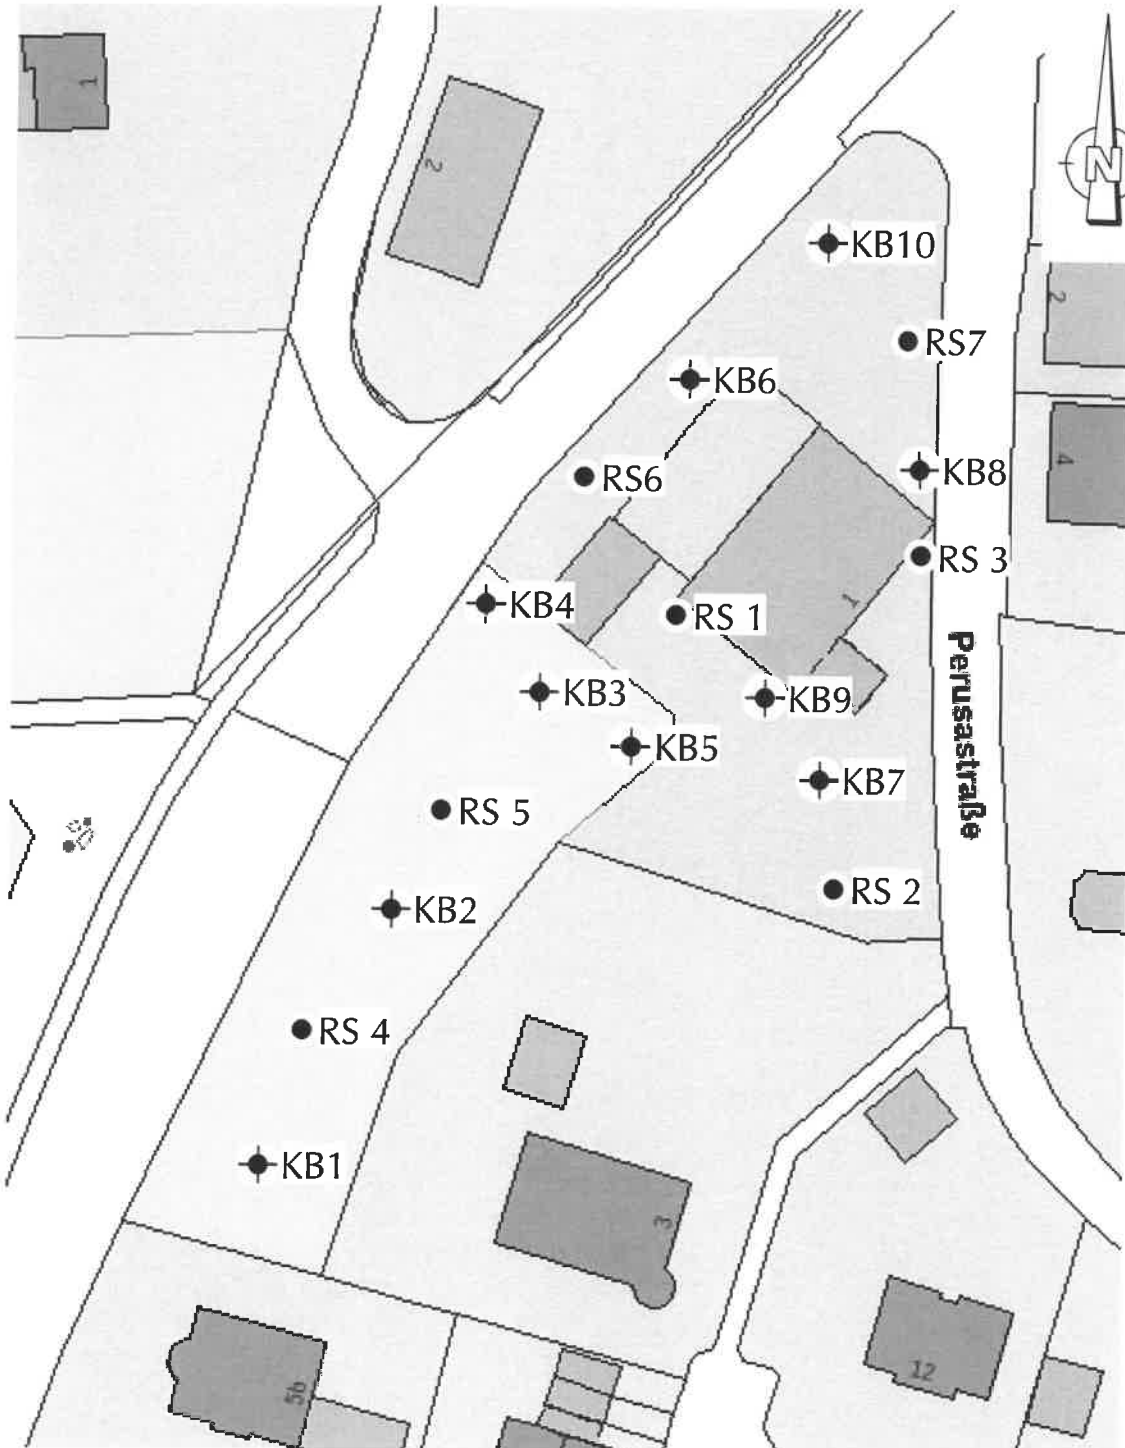 1
2
N
KB10
2
RS7
KB6
4
KB8
RS6
RS 3
KB4
1
RS 1
KB3
KB9
Perusastraße
KB5
KB7
RS 5
RS 2
KB2
RS 4
KB1
3
12
5b